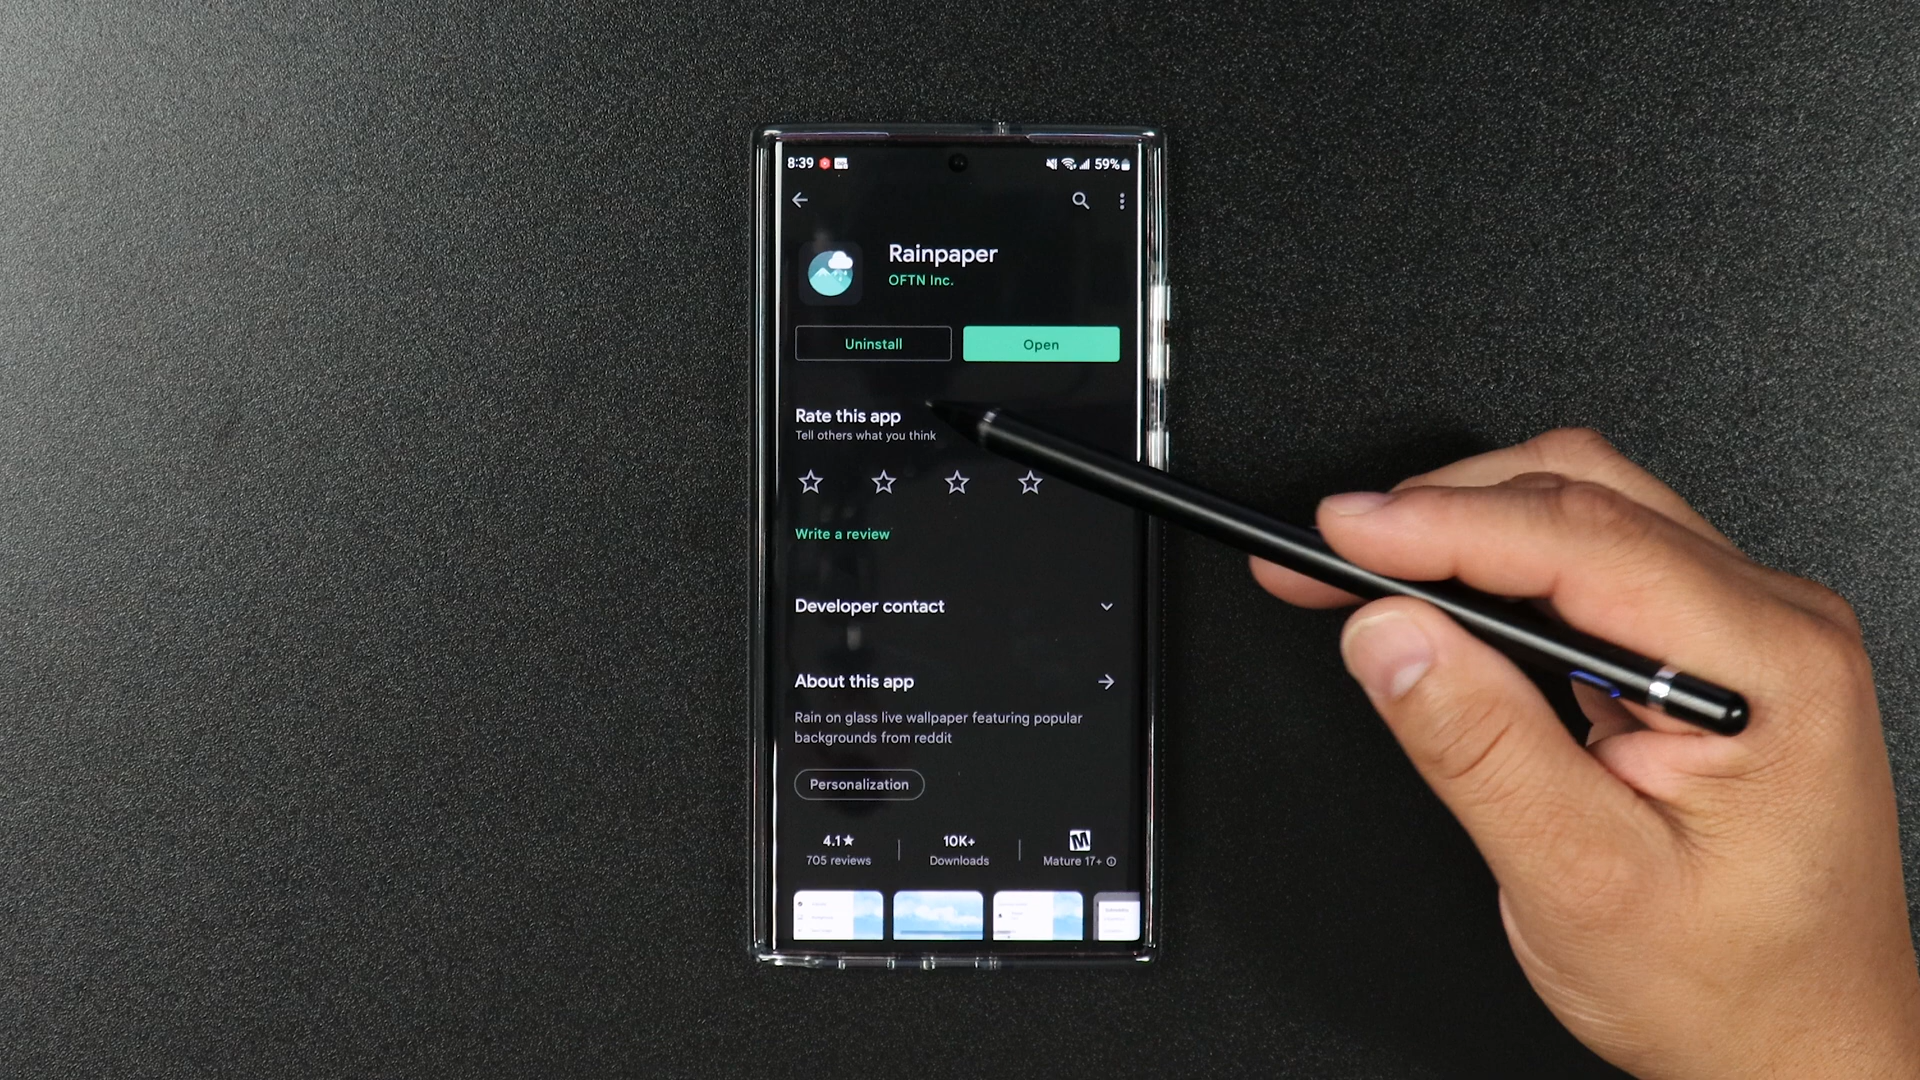 8:39 59%
Rainpaper
OFTN Inc.
Uninstall Open
Rate this app
Tell others what you think
Write a review
Developer contact
About this app
Rain on glass live wallpaper featuring popular
backgrounds from reddit
Personalization
4.1★ 10K+ M
705 reviews Downloads Mature 17+